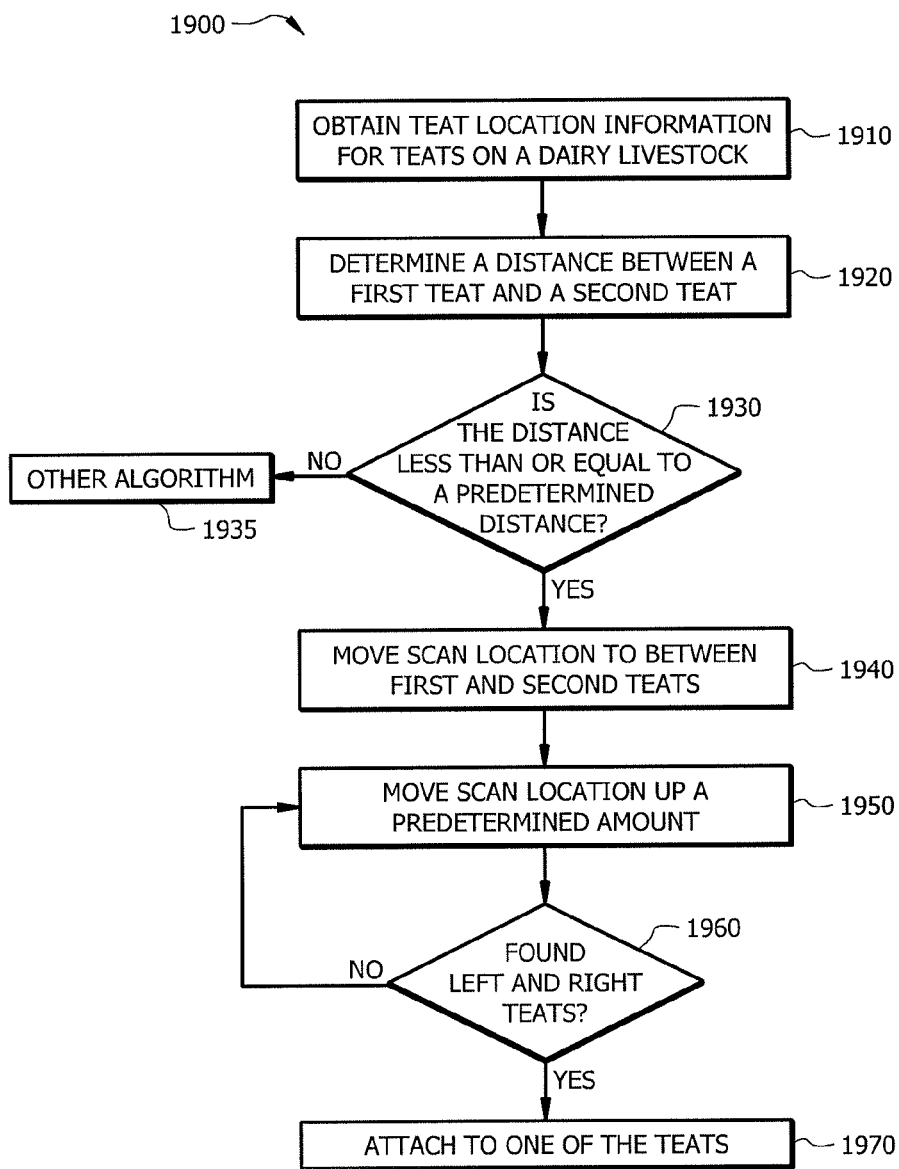 1900
OBTAIN TEAT LOCATION INFORMATION
FOR TEATS ON A DAIRY LIVESTOCK
1910
DETERMINE A DISTANCE BETWEEN A
FIRST TEAT AND A SECOND TEAT
1920
IS
THE DISTANCE
LESS THAN OR EQUAL TO
A PREDETERMINED
DISTANCE?
1930
NO
OTHER ALGORITHM
1935
YES
MOVE SCAN LOCATION TO BETWEEN
FIRST AND SECOND TEATS
1940
MOVE SCAN LOCATION UP A
PREDETERMINED AMOUNT
1950
FOUND
LEFT AND RIGHT
TEATS?
1960
NO
YES
ATTACH TO ONE OF THE TEATS
1970